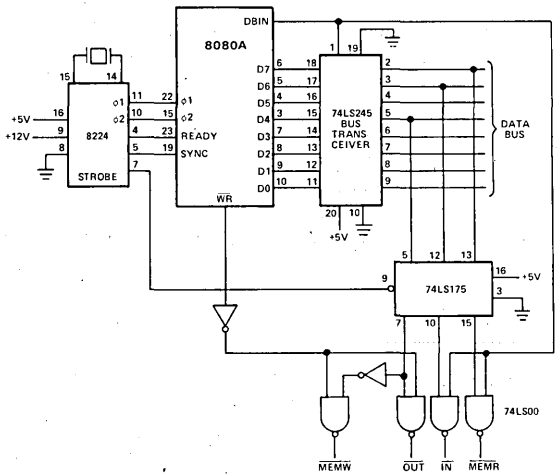 DBIN
8080A
1
19
15
14
D7
6
18
2
D6
5
17
3
11
22
ϕ1
ϕ1
D5
4
16
4
+5V
16
10
15
ϕ2
ϕ2
D4
3
15
74LS245
BUS
TRANS
CEIVER
5
DATA
BUS
+12V
9
8224
4
23
READY
D3
7
14
6
8
5
19
SYNC
D2
8
13
7
STROBE
7
D1
9
12
8
D0
10
11
9
WR
20
10
+5V
5
12
13
9
74LS175
16
+5V
3
7
10
15
74LS00
MEMW
OUT
IN
MEMR